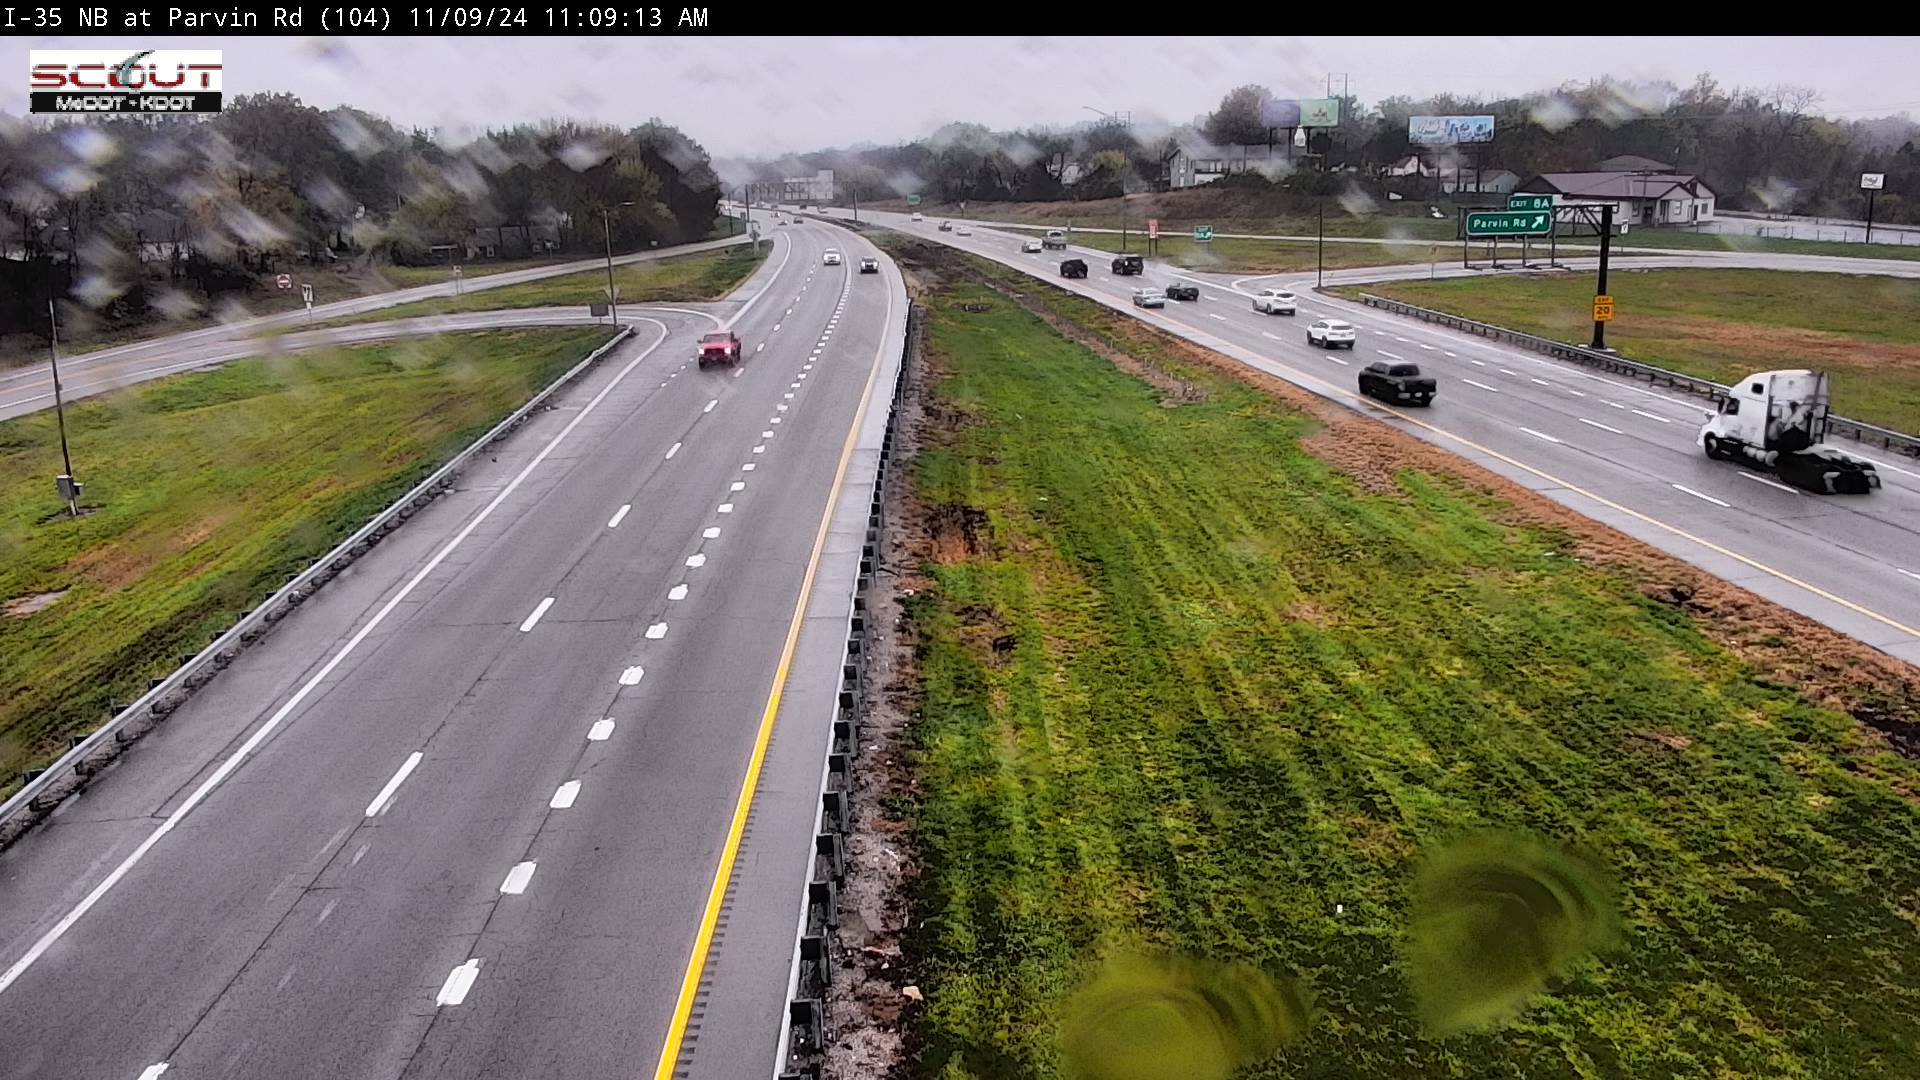 I-35 NB at Parvin Rd (104) 11/09/24 11:09:13 AM
SCOUT
MoDOT - KDOT
EXIT 8A
Parvin Rd
EXIT
20